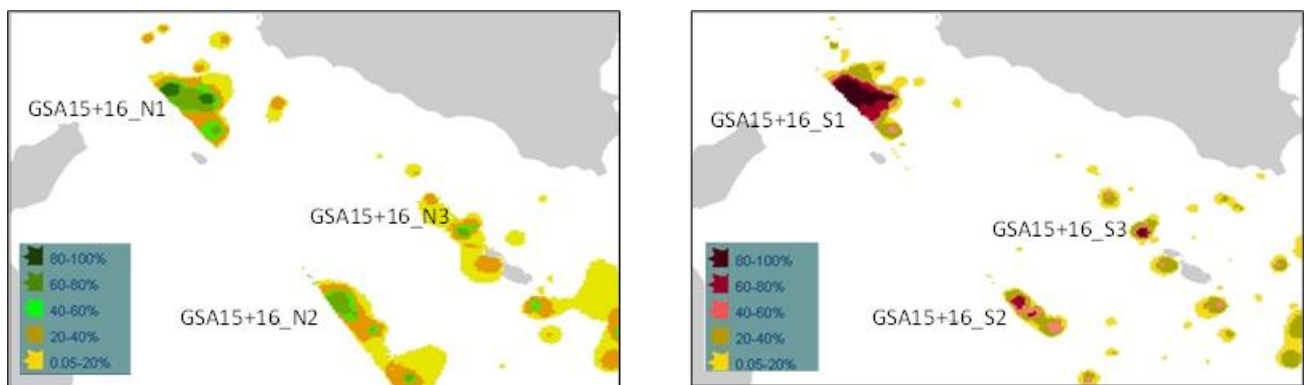 GSA15+16_N1
GSA15+16_N3
GSA15+16_N2
80-100%
60-80%
40-60%
20-40%
0.05-20%
GSA15+16_S1
GSA15+16_S3
GSA15+16_S2
80-100%
60-80%
40-60%
20-40%
0.05-20%